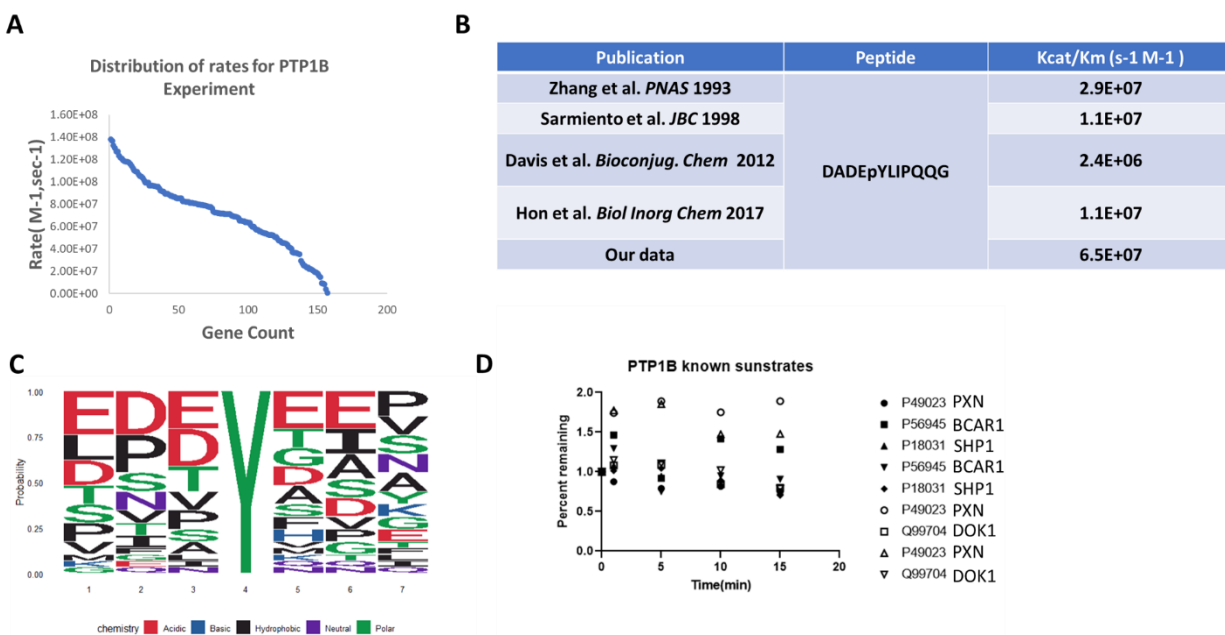 A
Distribution of rates for PTP1B
Experiment
Rate( M-1,sec-1)
1.60E+08
1.40E+08
1.20E+08
1.00E+08
8.00E+07
6.00E+07
4.00E+07
2.00E+07
0.00E+00
0 50 100 150 200
Gene Count
B
Publication Peptide Kcat/Km (s-1 M-1 )
Zhang et al. PNAS 1993 2.9E+07
Sarmiento et al. JBC 1998 1.1E+07
Davis et al. Bioconjug. Chem 2012 2.4E+06
DADEpYLIPQQG
Hon et al. Biol Inorg Chem 2017 1.1E+07
Our data 6.5E+07
C
Probability
1.00
0.75
0.50
0.25
0.00
E D E Y E E P
L P D T I V
D S T G A S
T N V D S N
S V P A D A
P T S S V Y
V I A F P K
1 2 3 4 5 6 7
chemistry Acidic Basic Hydrophobic Neutral Polar
D
PTP1B known sunstrates
Percent remaining
2.0
1.5
1.0
0.5
0.0
0 5 10 15 20
Time(min)
P49023 PXN
P56945 BCAR1
P18031 SHP1
P56945 BCAR1
P18031 SHP1
P49023 PXN
Q99704 DOK1
P49023 PXN
Q99704 DOK1